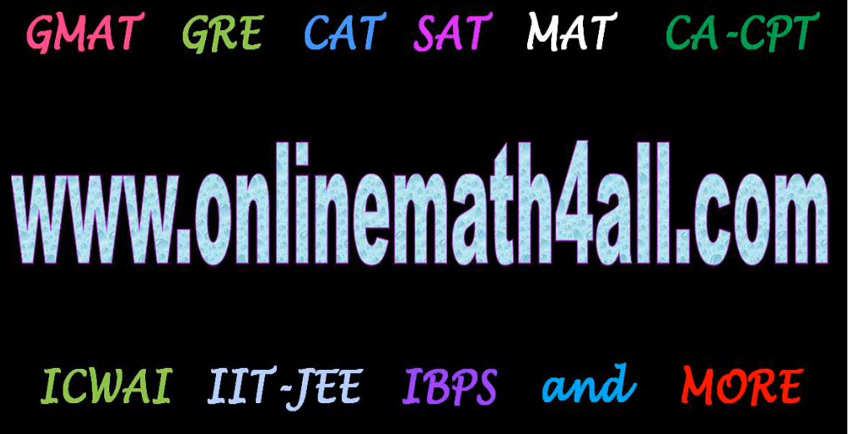 GMAT GRE CAT SAT MAT CA-CPT
www.onlinemath4all.com
ICWAI IIT-JEE IBPS and MORE